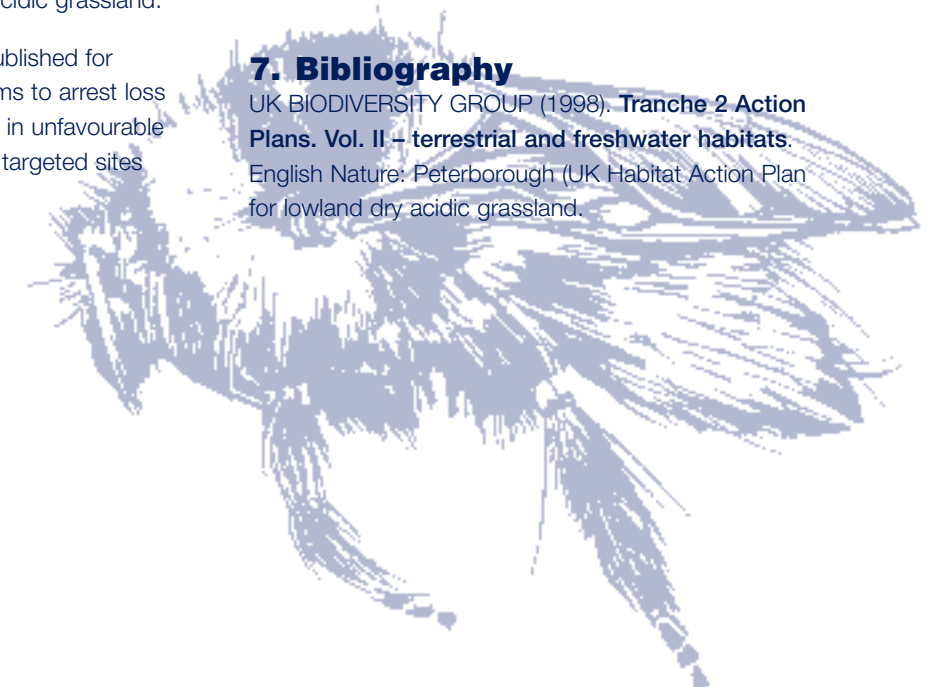 cidic grassland.
ublished for
ms to arrest loss
in unfavourable
targeted sites
7. Bibliography
UK BIODIVERSITY GROUP (1998). Tranche 2 Action
Plans. Vol. II – terrestrial and freshwater habitats.
English Nature: Peterborough (UK Habitat Action Plan
for lowland dry acidic grassland.